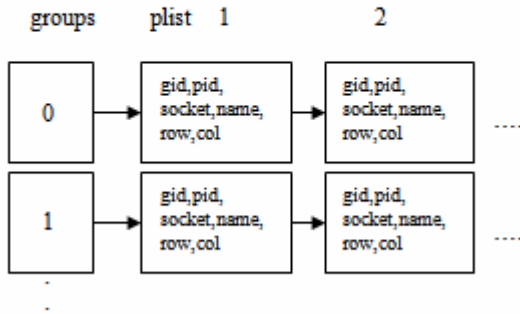 groups plist 1 2
0
gid,pid,
socket,name,
row,col
gid,pid,
socket,name,
row,col
1
gid,pid,
socket,name,
row,col
gid,pid,
socket,name,
row,col